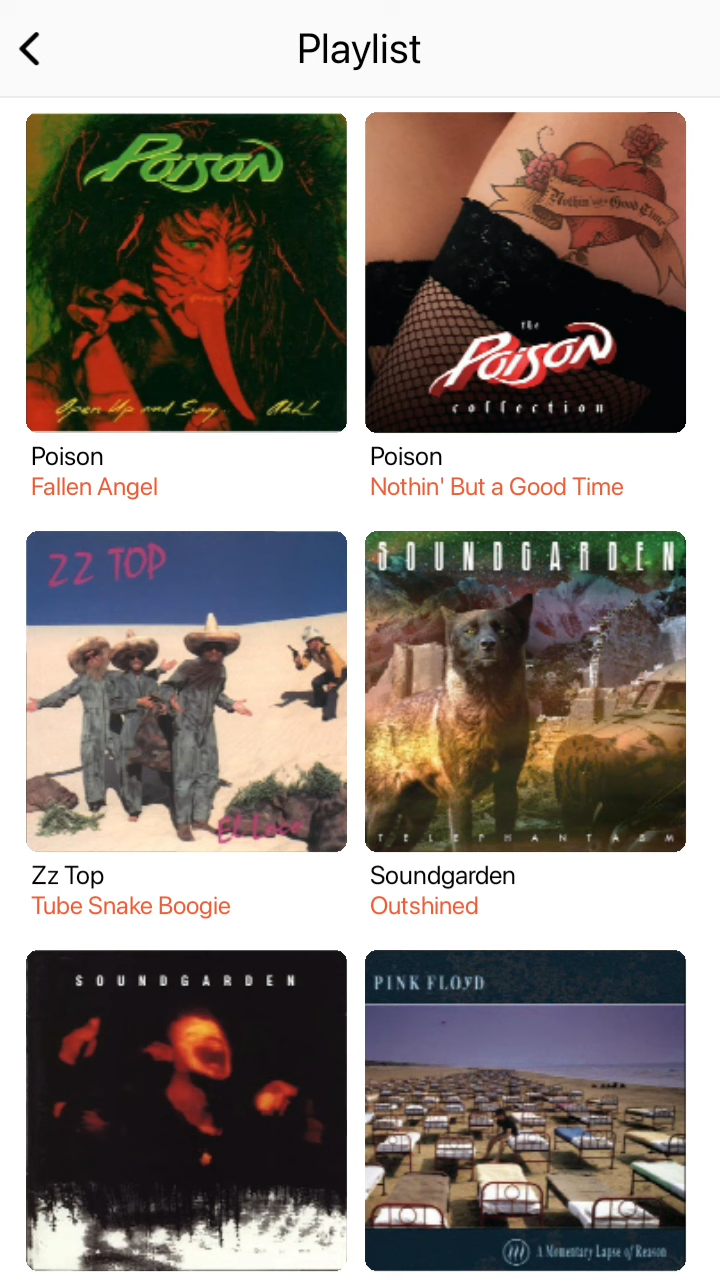 Playlist
Poison
Open Up and Say... Ahh!
Nothin' But a Good Time
the
Poison
collection
Poison
Fallen Angel
Poison
Nothin' But a Good Time
ZZ TOP
El Loco
SOUNDGARDEN
TELEPHANTASM
Zz Top
Tube Snake Boogie
Soundgarden
Outshined
SOUNDGARDEN
PINK FLOYD
A Momentary Lapse of Reason